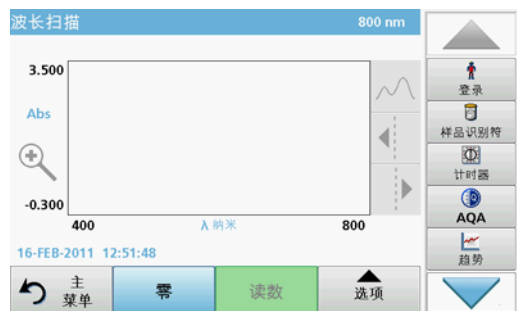 波长扫描 800 nm
3.500
Abs
-0.300
400 λ 纳米 800
16-FEB-2011 12:51:48
主
菜单
零
读数
选项
登录
样品识别符
计时器
AQA
趋势